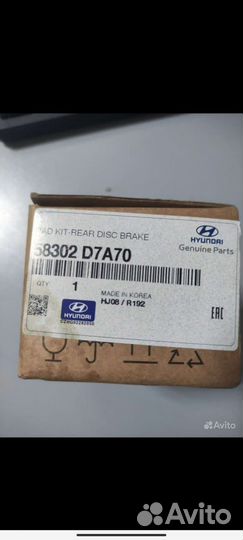 PAD KIT-REAR DISC BRAKE
58302 D7A70
HYUNDAI
Genuine Parts
QTY 1
MADE IN KOREA
HJ08 / R192
EAC
HYUNDAI
Avito
Avito